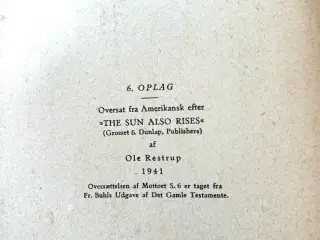 6. OPLAG
Oversat fra Amerikansk efter
»THE SUN ALSO RISES«
(Grosset & Dunlap, Publishers)
af
Ole Restrup
1941
Oversættelsen af Mottoet S. 6 er taget fra
Fr. Buhls Udgave af Det Gamle Testamente.